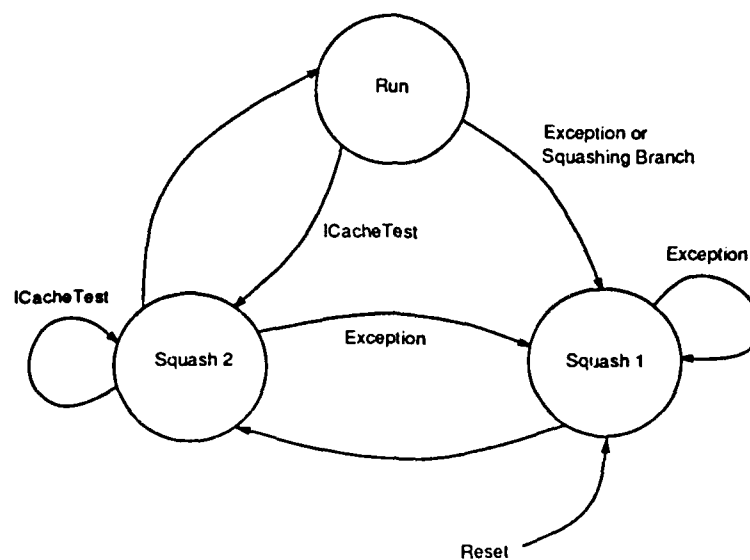 Run
Exception or
Squashing Branch
ICacheTest
Exception
ICacheTest
Squash 2
Exception
Squash 1
Reset